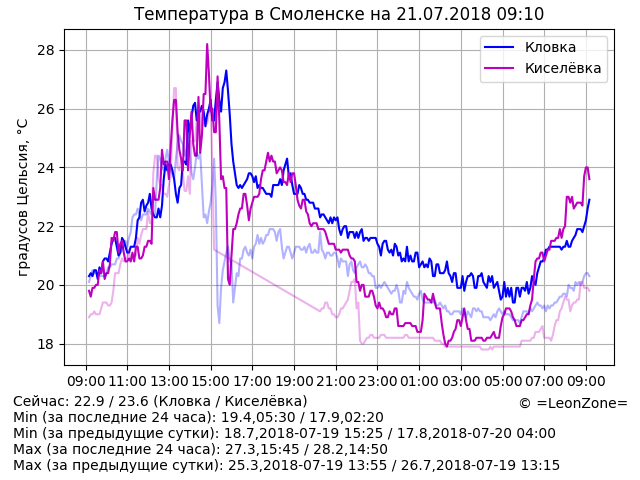 Температура в Смоленске на 21.07.2018 09:10
Кловка
Киселёвка
градусов Цельсия, °C
28
26
24
22
20
18
09:00 11:00 13:00 15:00 17:00 19:00 21:00 23:00 01:00 03:00 05:00 07:00 09:00
Сейчас: 22.9 / 23.6 (Кловка / Киселёвка)
© =LeonZone=
Min (за последние 24 часа): 19.4,05:30 / 17.9,02:20
Min (за предыдущие сутки): 18.7,2018-07-19 15:25 / 17.8,2018-07-20 04:00
Max (за последние 24 часа): 27.3,15:45 / 28.2,14:50
Max (за предыдущие сутки): 25.3,2018-07-19 13:55 / 26.7,2018-07-19 13:15